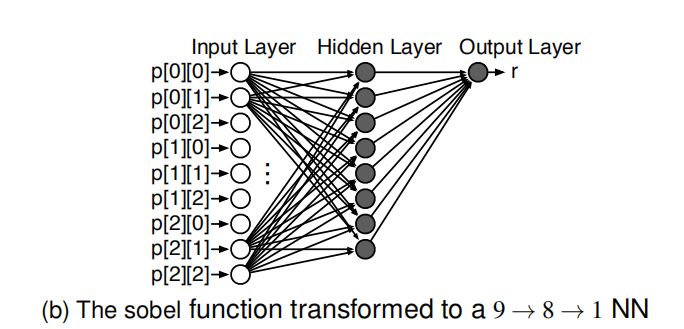 Input Layer Hidden Layer Output Layer
p[0][0] r
p[0][1]
p[0][2]
p[1][0]
p[1][1]
p[1][2]
p[2][0]
p[2][1]
p[2][2]
(b) The sobel function transformed to a 9 → 8 → 1 NN